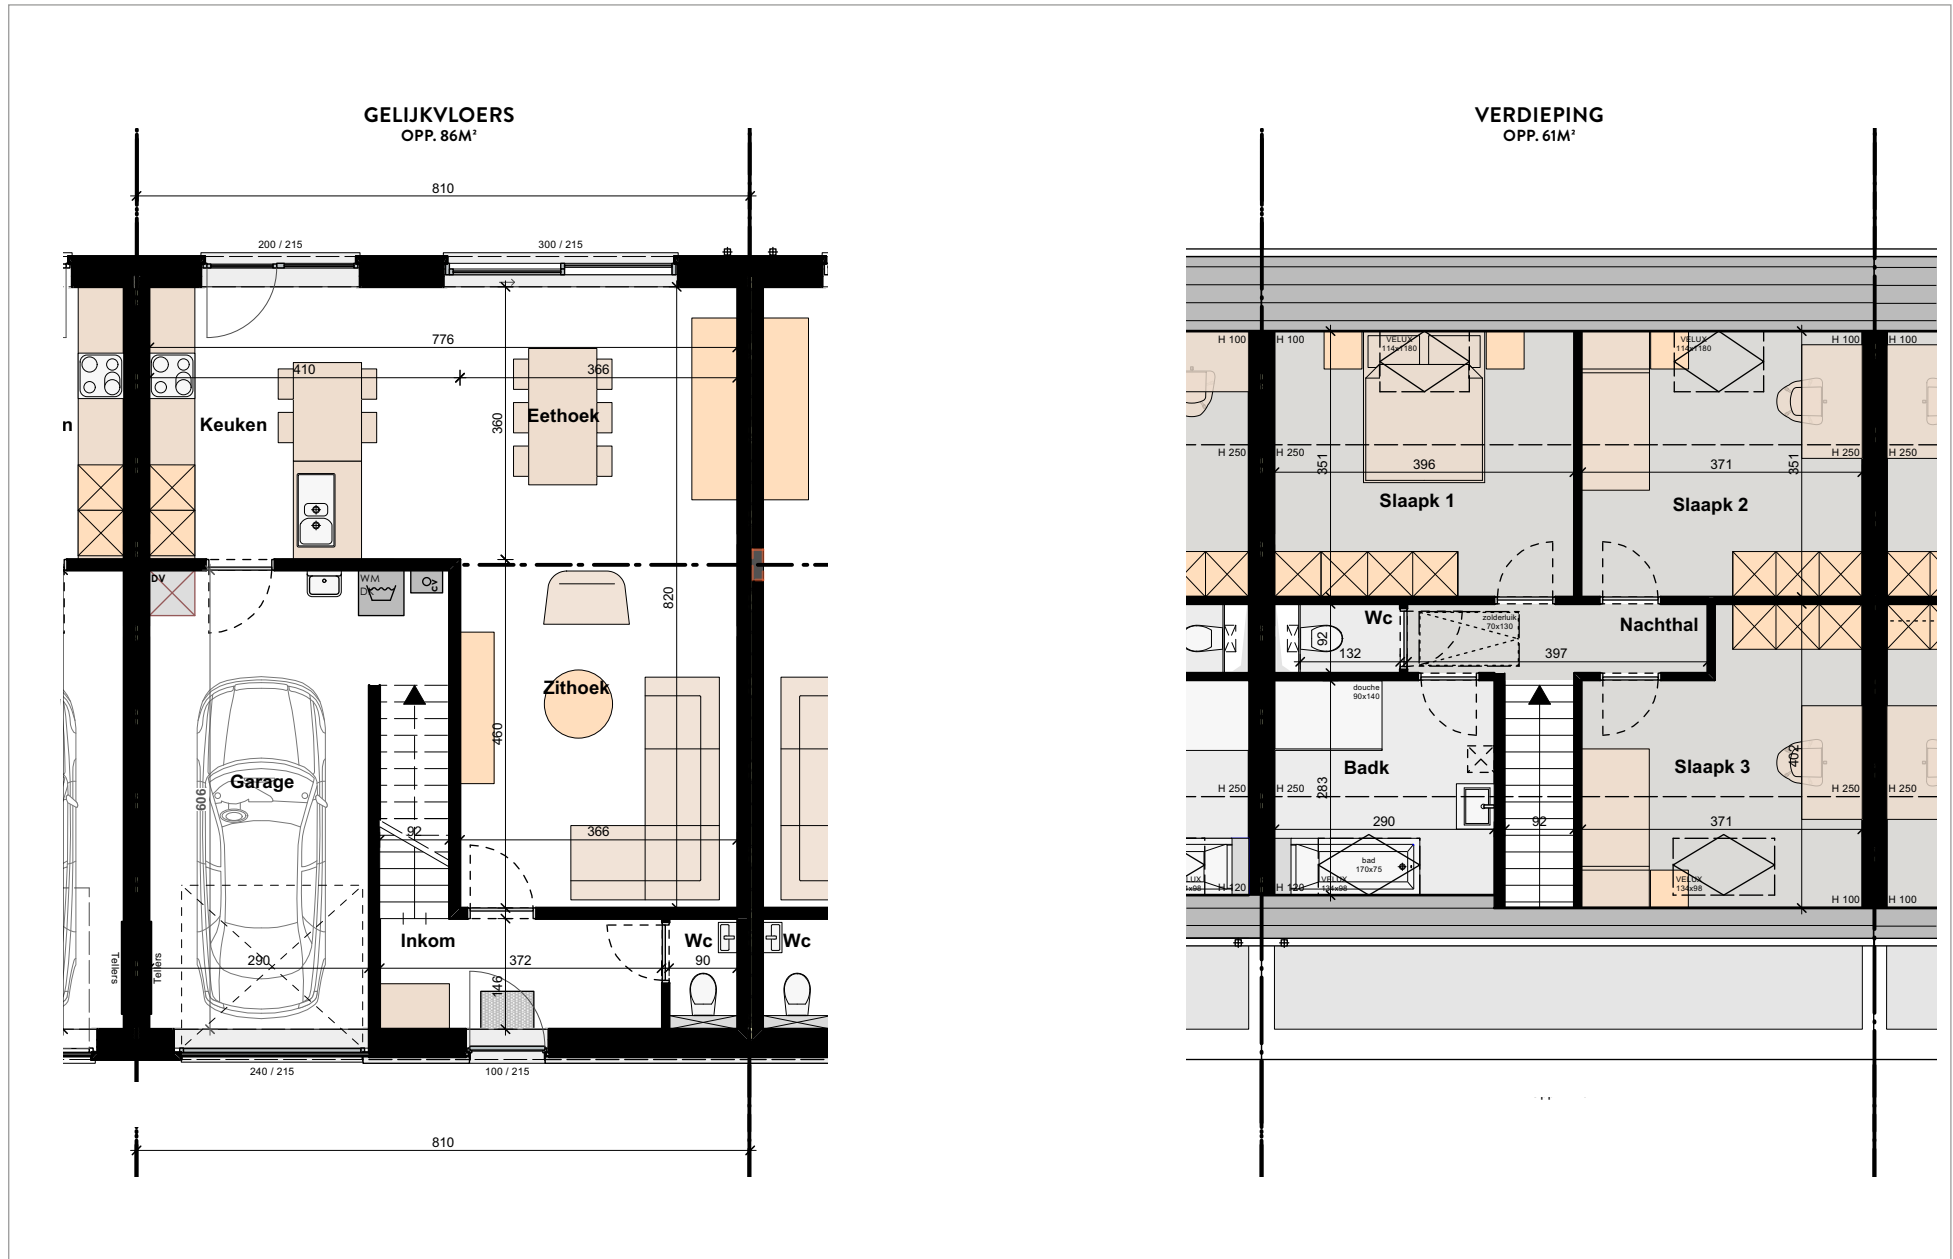 GELIJKVLOERS
OPP. 86M²
810
200 / 215
300 / 215
776
410
366
n
Keuken
Eethoek
360
DV
WM
DK
CV
820
Zithoek
460
Garage
606
92
366
Inkom
Wc
Wc
Tellers
Tellers
290
372
90
146
240 / 215
100 / 215
810
VERDIEPING
OPP. 61M²
H 100
H 100
VELUX
114x1180
VELUX
114x1180
H 100
H 100
H 250
H 250
351
396
371
351
H 250
H 250
Slaapk 1
Slaapk 2
Wc
zolderluik
70x130
Nachthal
92
132
397
douche
90x140
Badk
Slaapk 3
402
H 250
H 250
283
H 250
H 250
290
92
371
bad
170x75
VELUX
134x98
VELUX
134x98
H 120
H 120
H 100
H 100